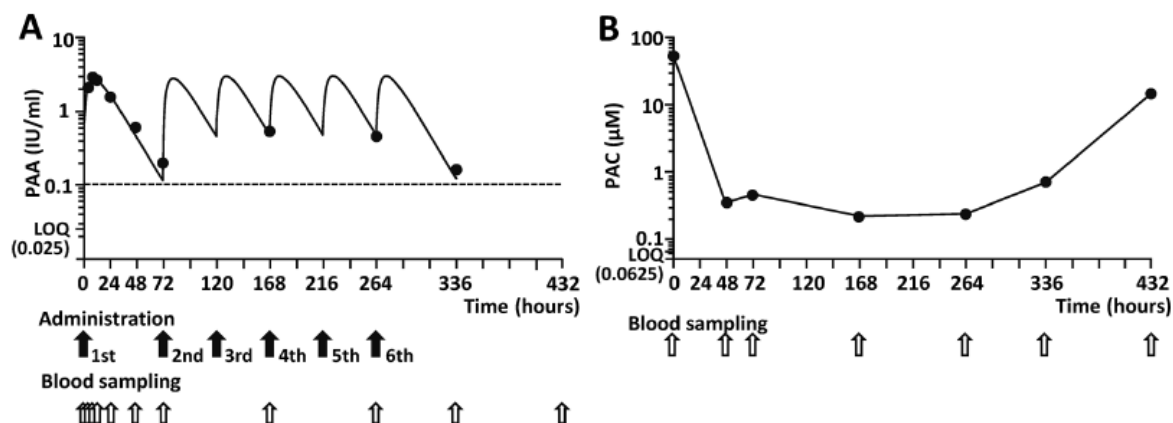 A
PAA (IU/ml)
10
1
0.1
LOQ
(0.025)
0 24 48 72 120 168 216 264 336 432
Time (hours)
Administration
1st 2nd 3rd 4th 5th 6th
Blood sampling
B
PAC (µM)
100
10
1
0.1
LOQ
(0.0625)
0 24 48 72 120 168 216 264 336 432
Time (hours)
Blood sampling